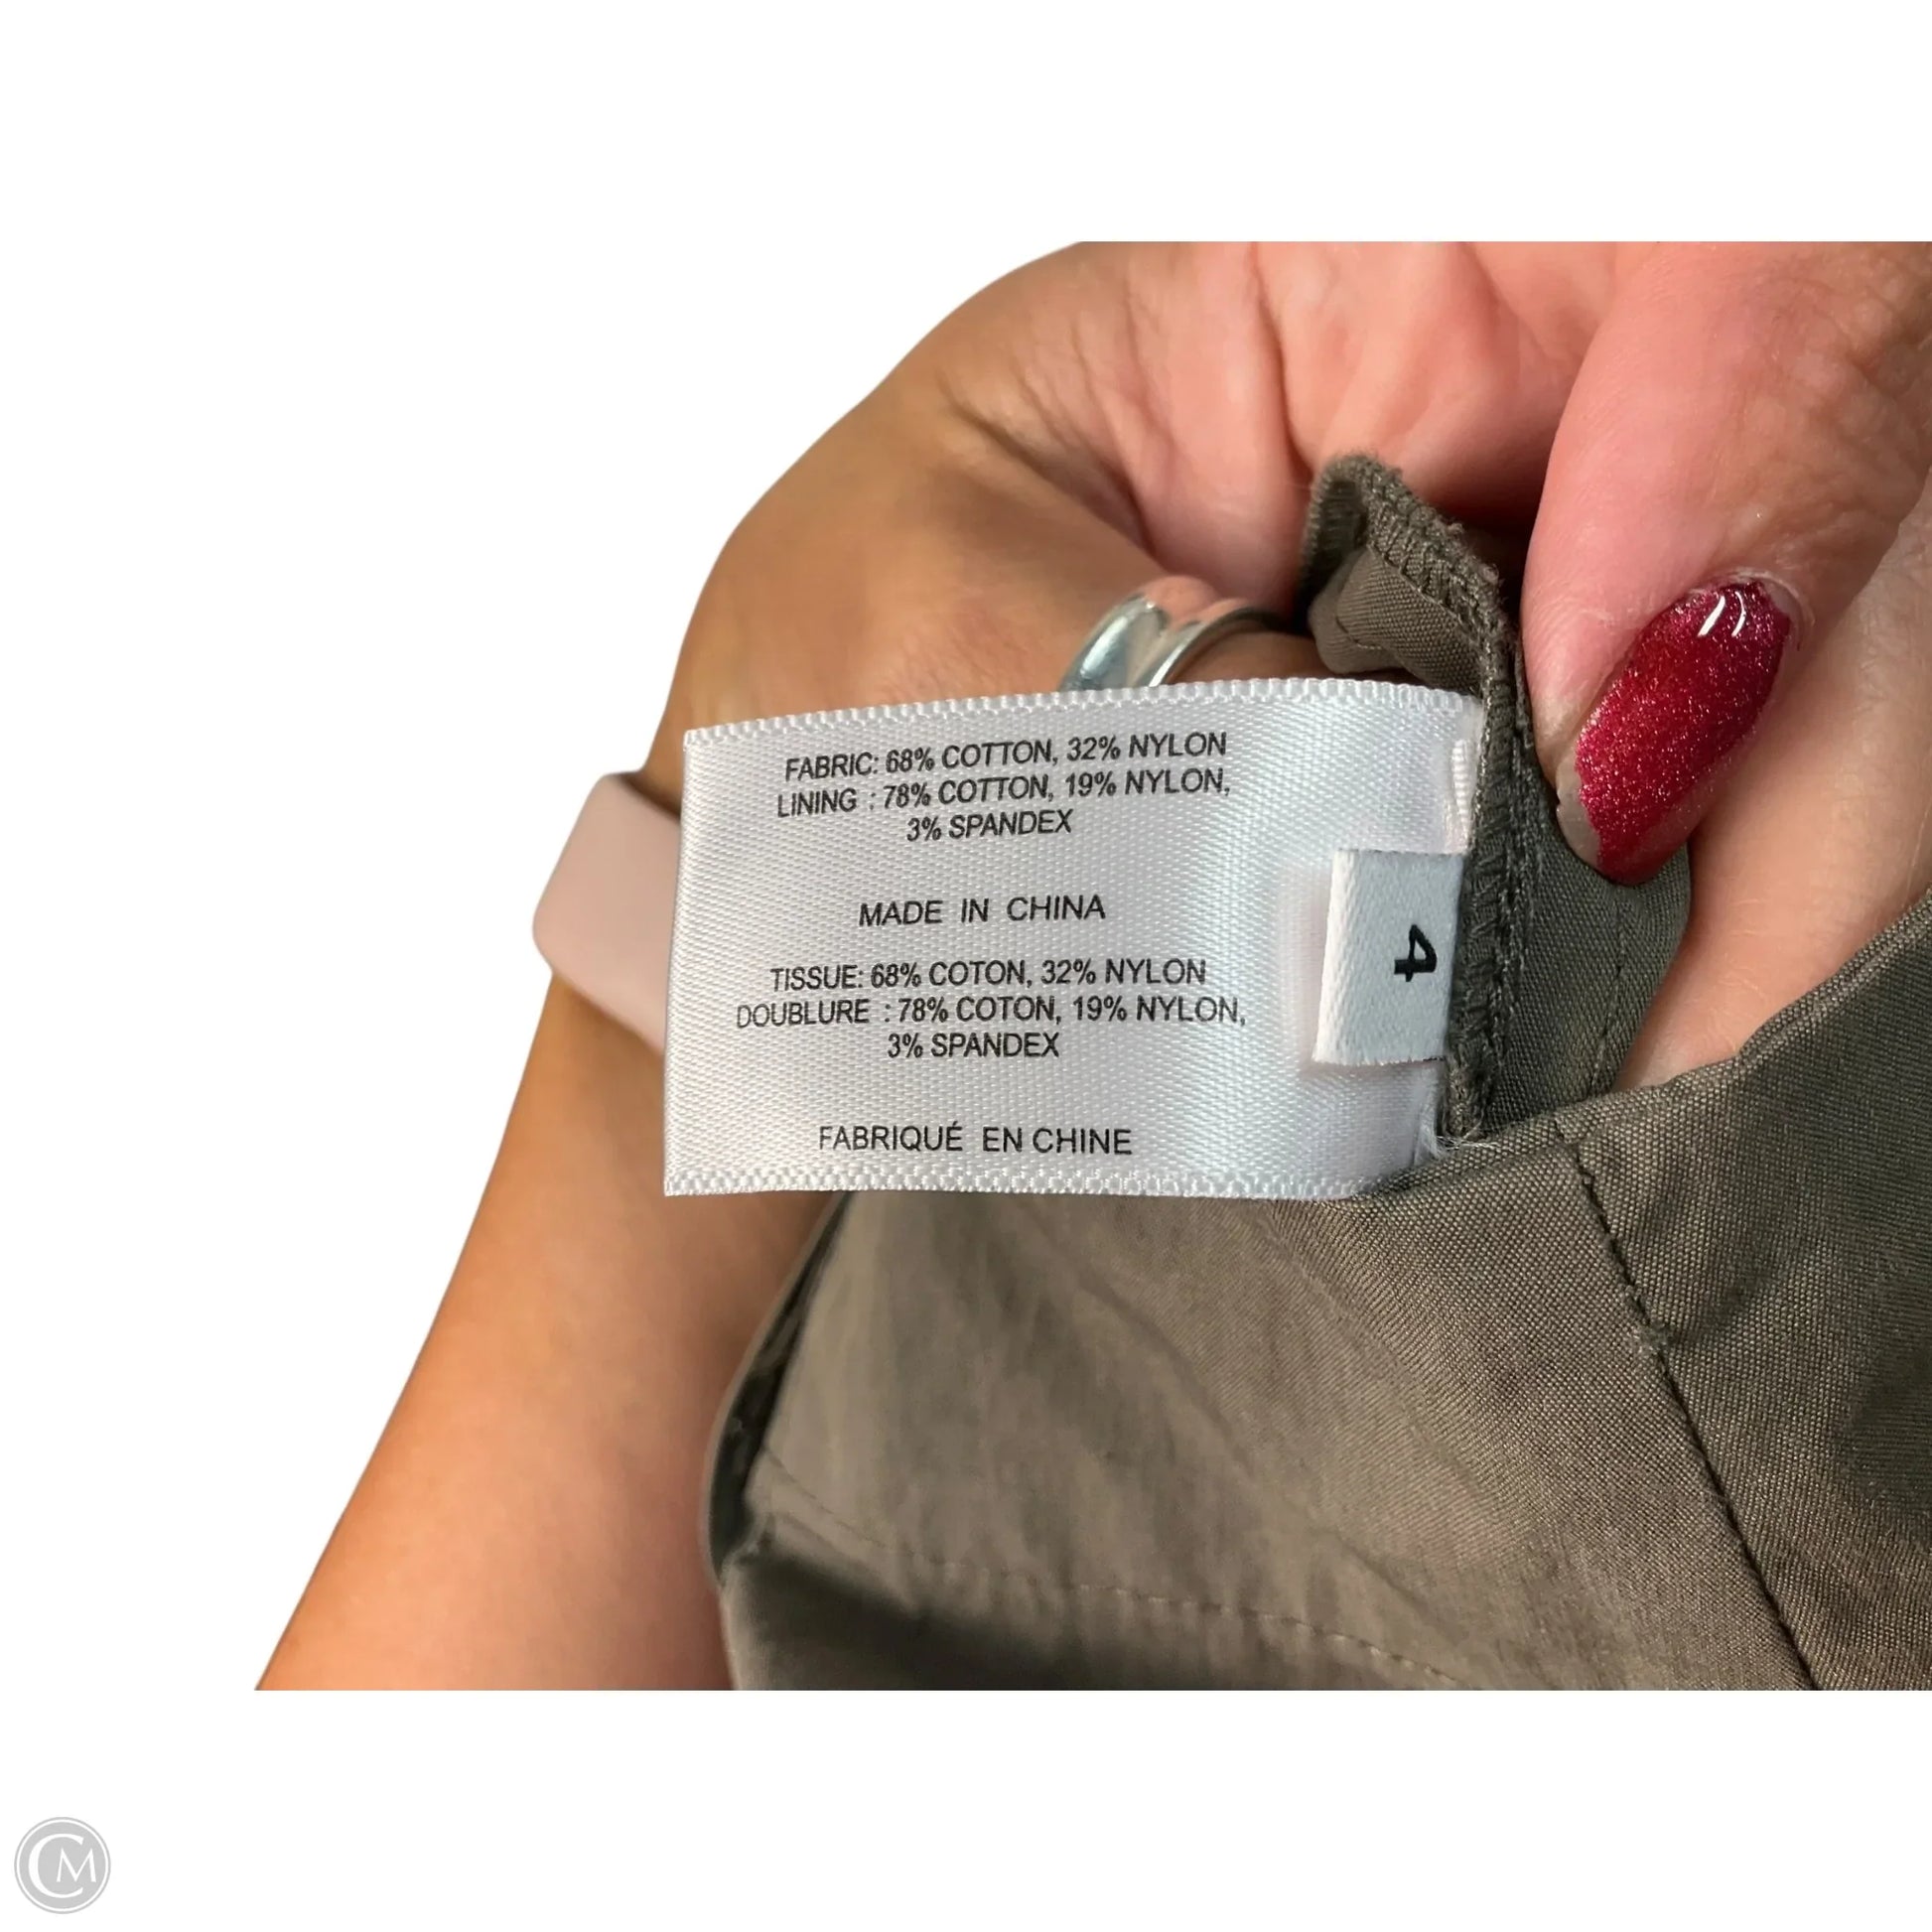 FABRIC: 68% COTTON, 32% NYLON
LINING : 78% COTTON, 19% NYLON,
3% SPANDEX
MADE IN CHINA
TISSUE: 68% COTON, 32% NYLON
DOUBLURE : 78% COTON, 19% NYLON,
3% SPANDEX
FABRIQUÉ EN CHINE
4
CM